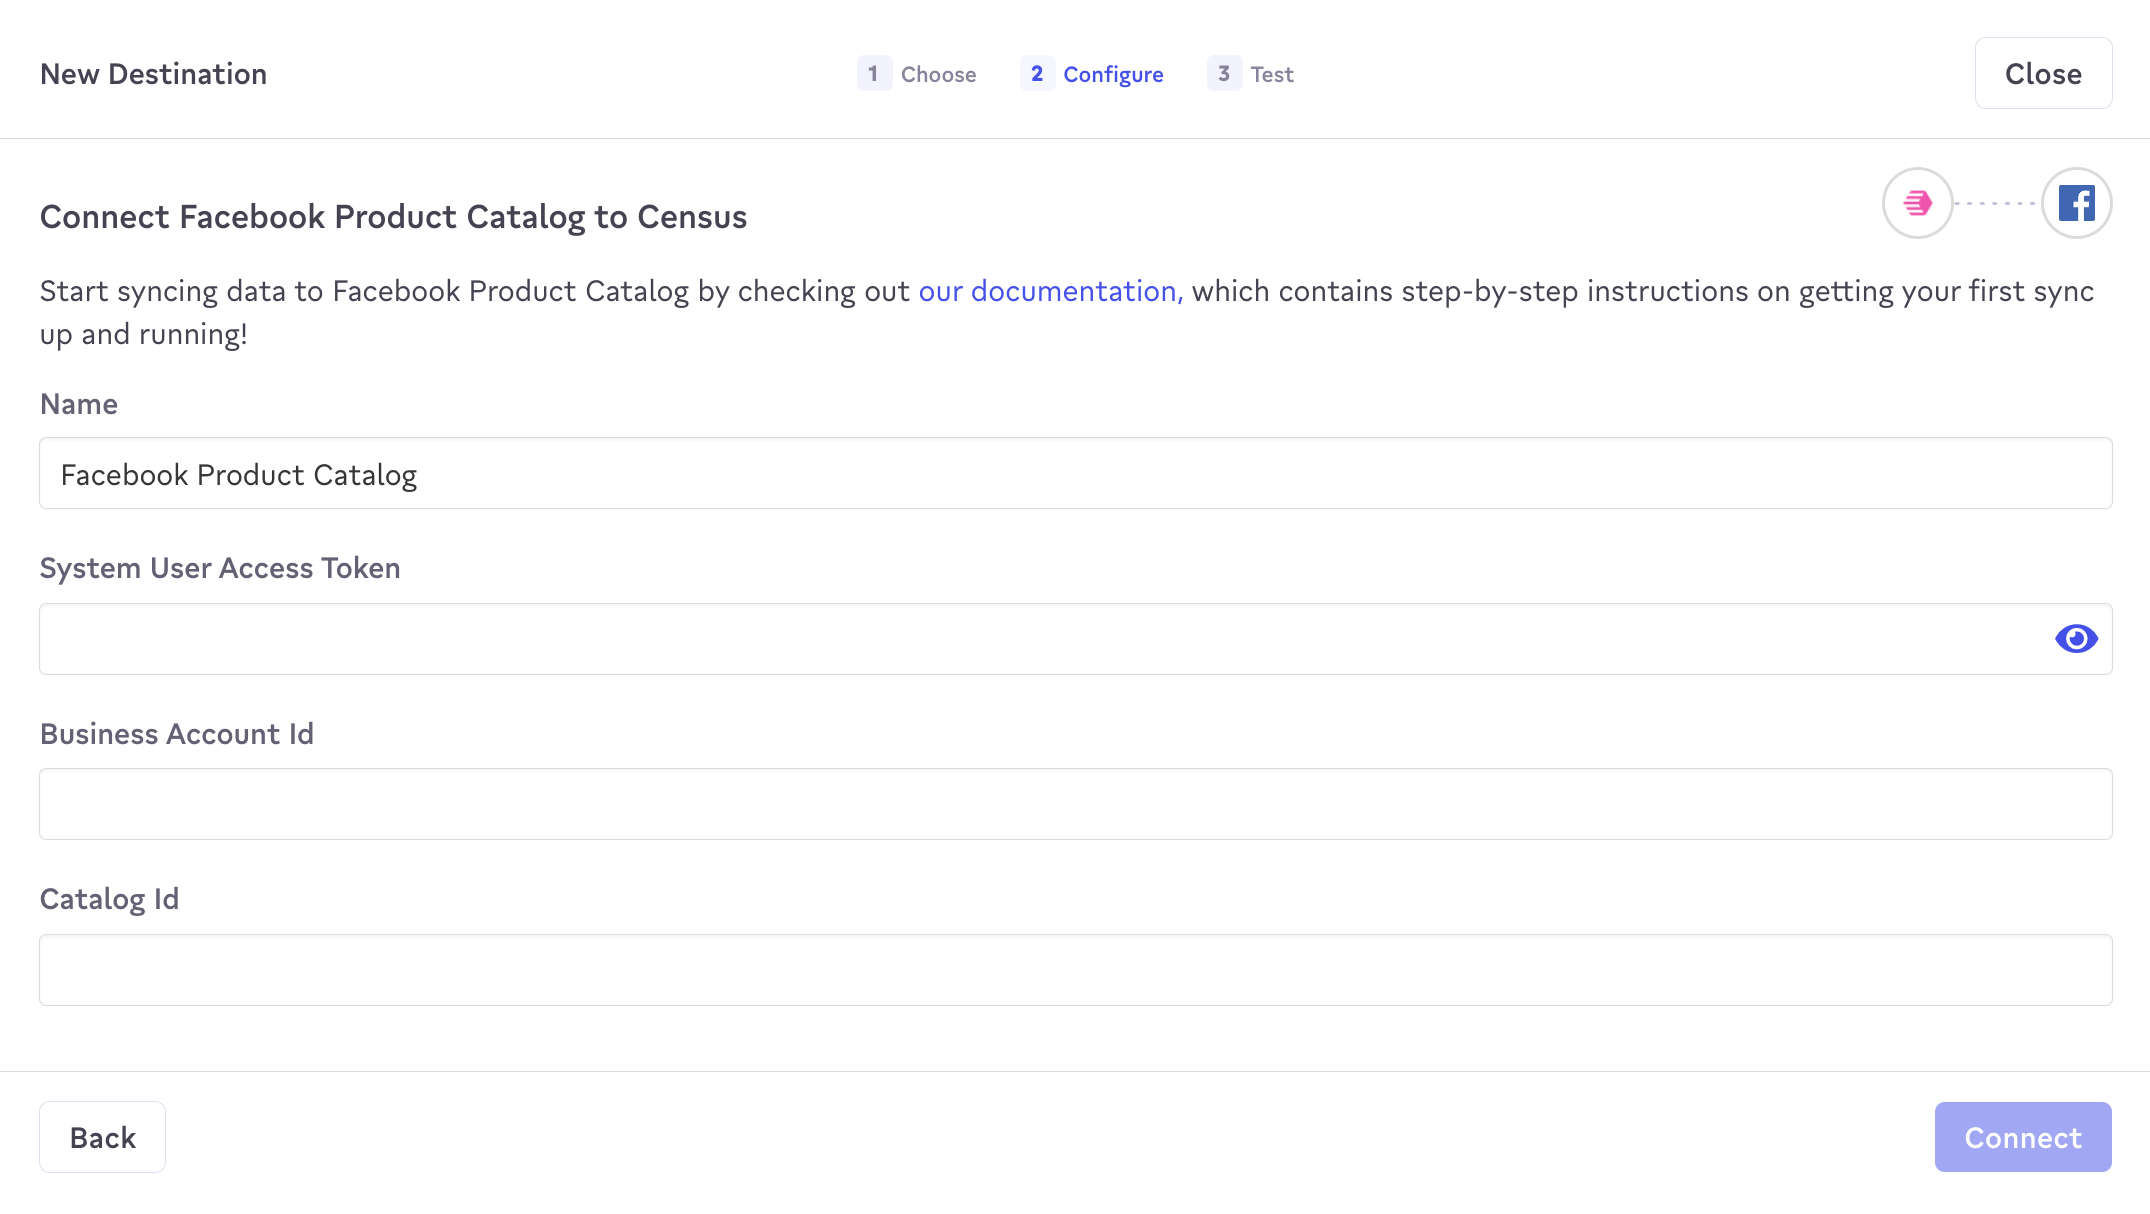 New Destination
1 Choose
2 Configure
3 Test
Close
Connect Facebook Product Catalog to Census
Start syncing data to Facebook Product Catalog by checking out our documentation, which contains step-by-step instructions on getting your first sync
up and running!
Name
Facebook Product Catalog
System User Access Token
Business Account Id
Catalog Id
Back
Connect